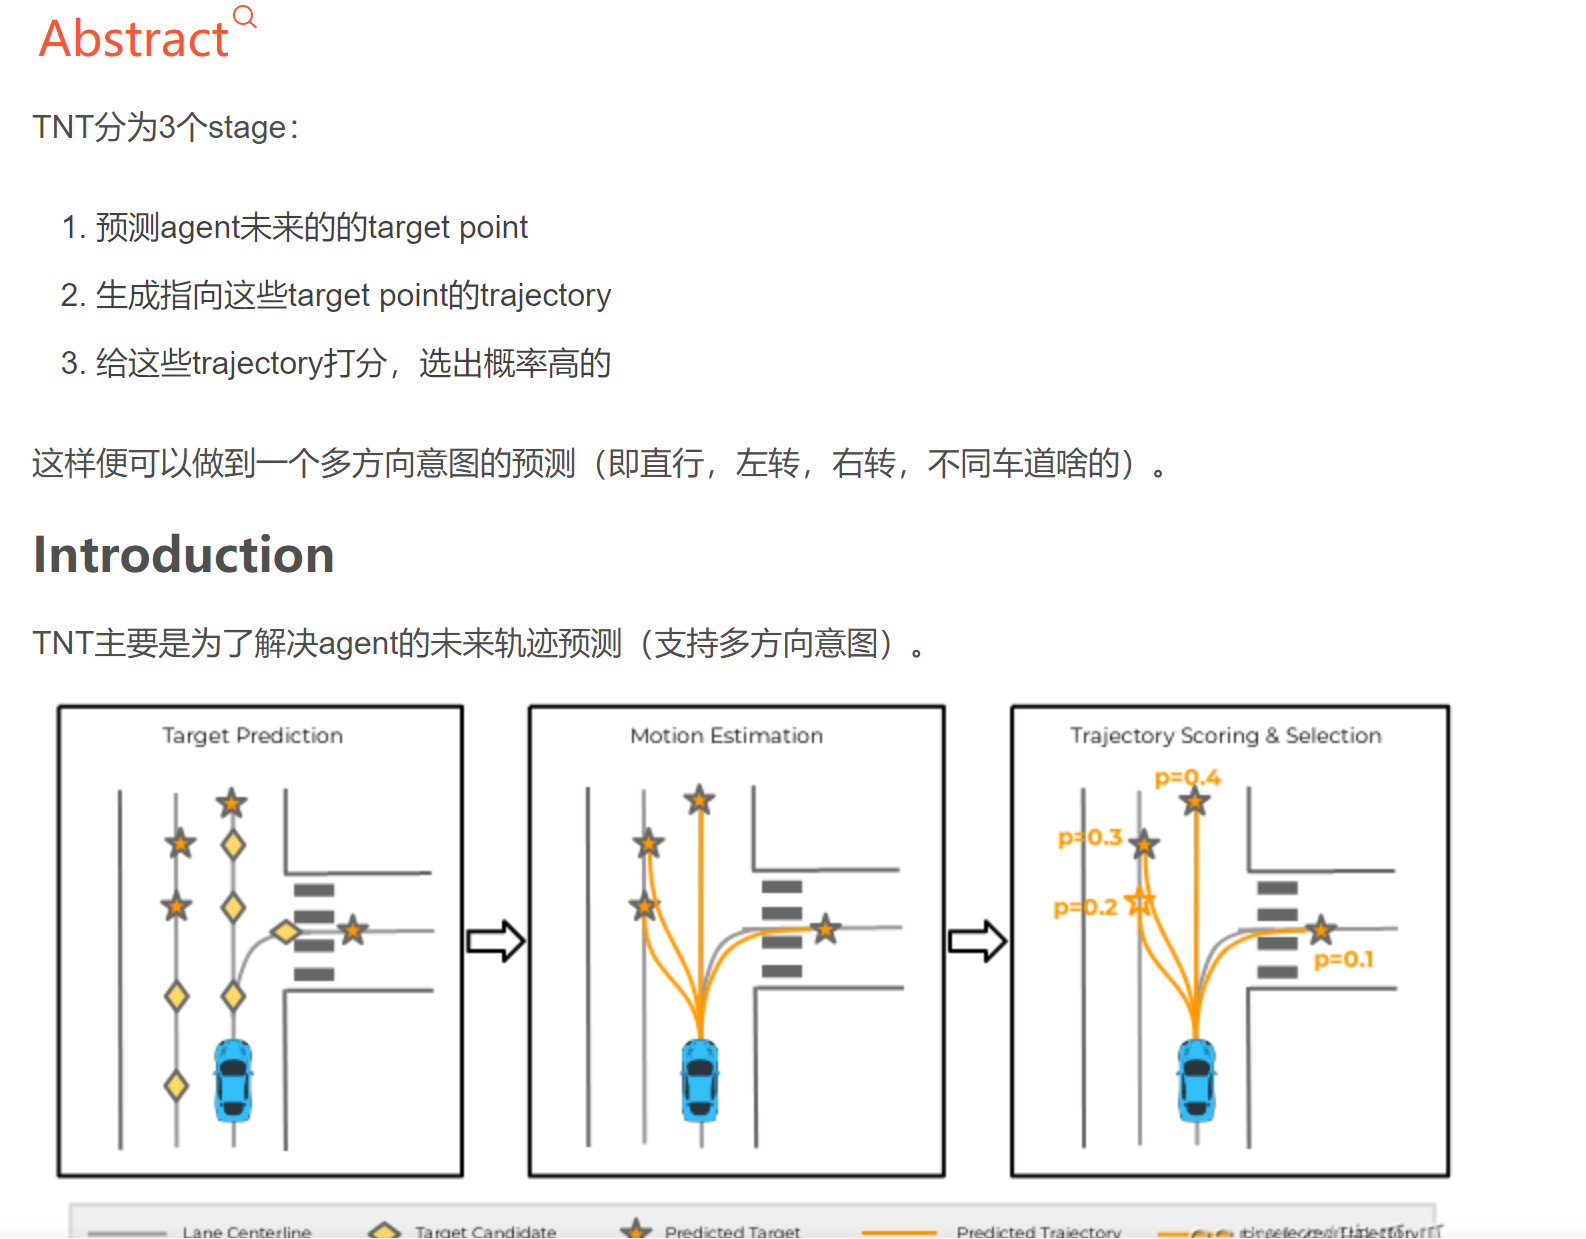 Abstract
TNT分为3个stage：
1. 预测agent未来的的target point
2. 生成指向这些target point的trajectory
3. 给这些trajectory打分，选出概率高的
这样便可以做到一个多方向意图的预测（即直行，左转，右转，不同车道啥的）。
Introduction
TNT主要是为了解决agent的未来轨迹预测（支持多方向意图）。
Target Prediction
Motion Estimation
Trajectory Scoring & Selection
p=0.4
p=0.3
p=0.2
p=0.1
Lane Centerline
Target Candidate
Predicted Target
Predicted Trajectory